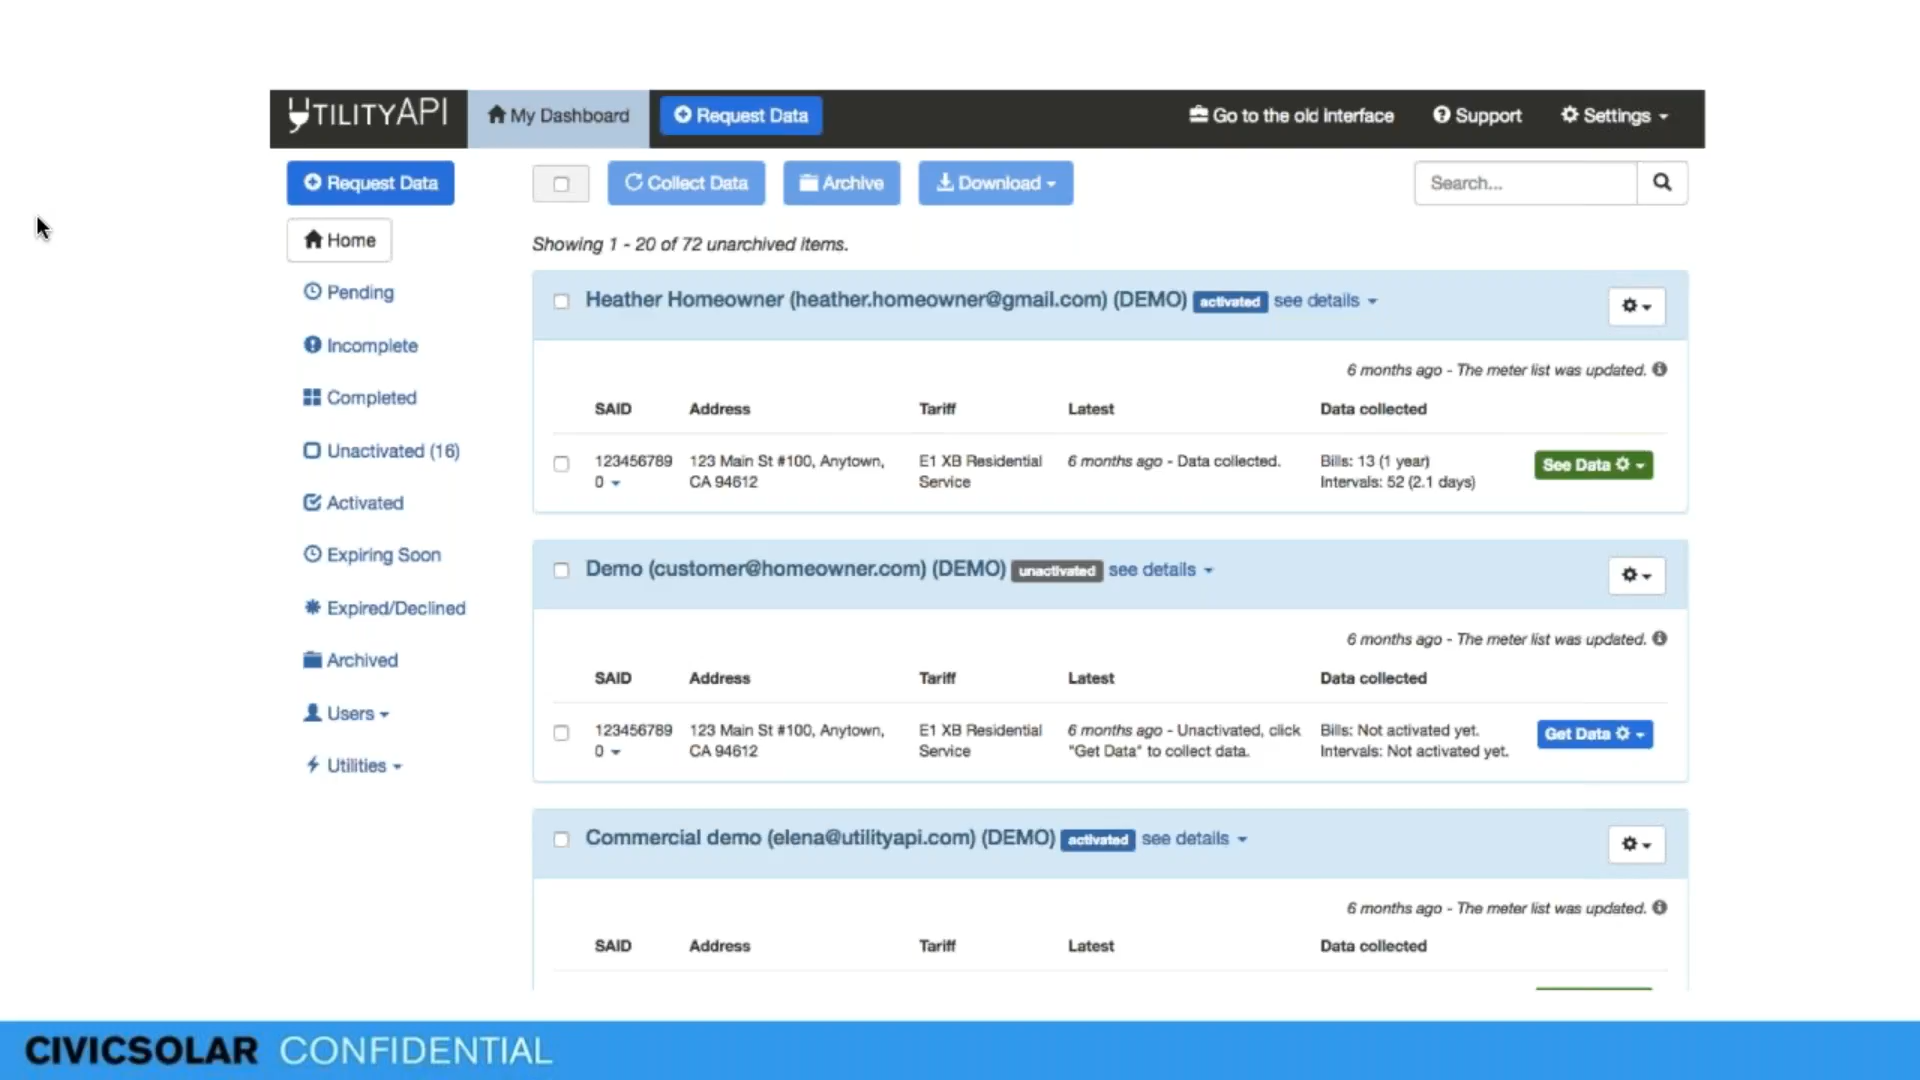 UTILITYAPI
My Dashboard
Request Data
Go to the old Interface
Support
Settings
Request Data
Collect Data
Archive
Download
Search...
Home
Showing 1 - 20 of 72 unarchived items.
Pending
Incomplete
Completed
Unactivated (16)
Activated
Expiring Soon
Expired/Declined
Archived
Users
Utilities
Heather Homeowner (heather.homeowner@gmail.com) (DEMO) activated see details
6 months ago - The meter list was updated.
SAID Address Tariff Latest Data collected
123456789 123 Main St #100, Anytown, E1 XB Residential 6 months ago - Data collected. Bills: 13 (1 year) See Data
0 CA 94612 Service Intervals: 52 (2.1 days)
Demo (customer@homeowner.com) (DEMO) unactivated see details
6 months ago - The meter list was updated.
SAID Address Tariff Latest Data collected
123456789 123 Main St #100, Anytown, E1 XB Residential 6 months ago - Unactivated, click Bills: Not activated yet. Get Data
0 CA 94612 Service "Get Data" to collect data. Intervals: Not activated yet.
Commercial demo (elena@utilityapi.com) (DEMO) activated see details
6 months ago - The meter list was updated.
SAID Address Tariff Latest Data collected
CIVICSOLAR CONFIDENTIAL